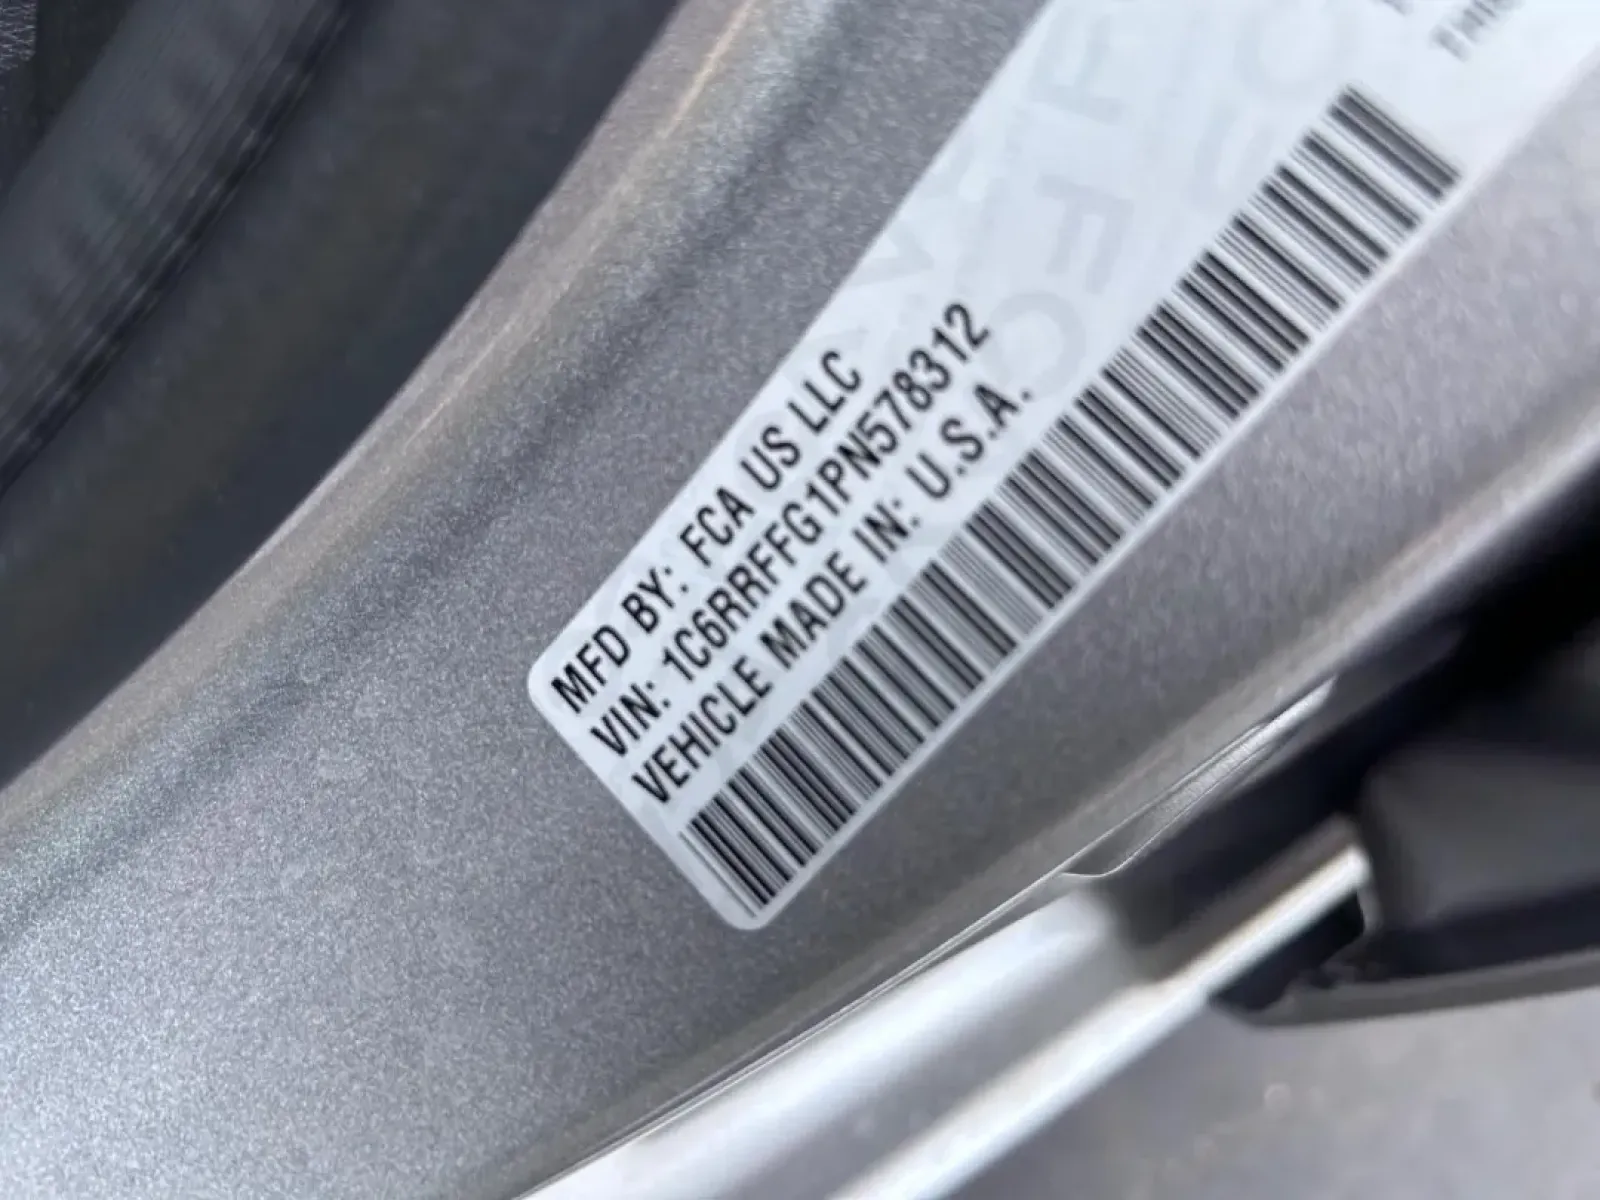 MFD BY: FCA US LLC
VIN: 1C6RRFFG1PN578312
VEHICLE MADE IN: U.S.A.